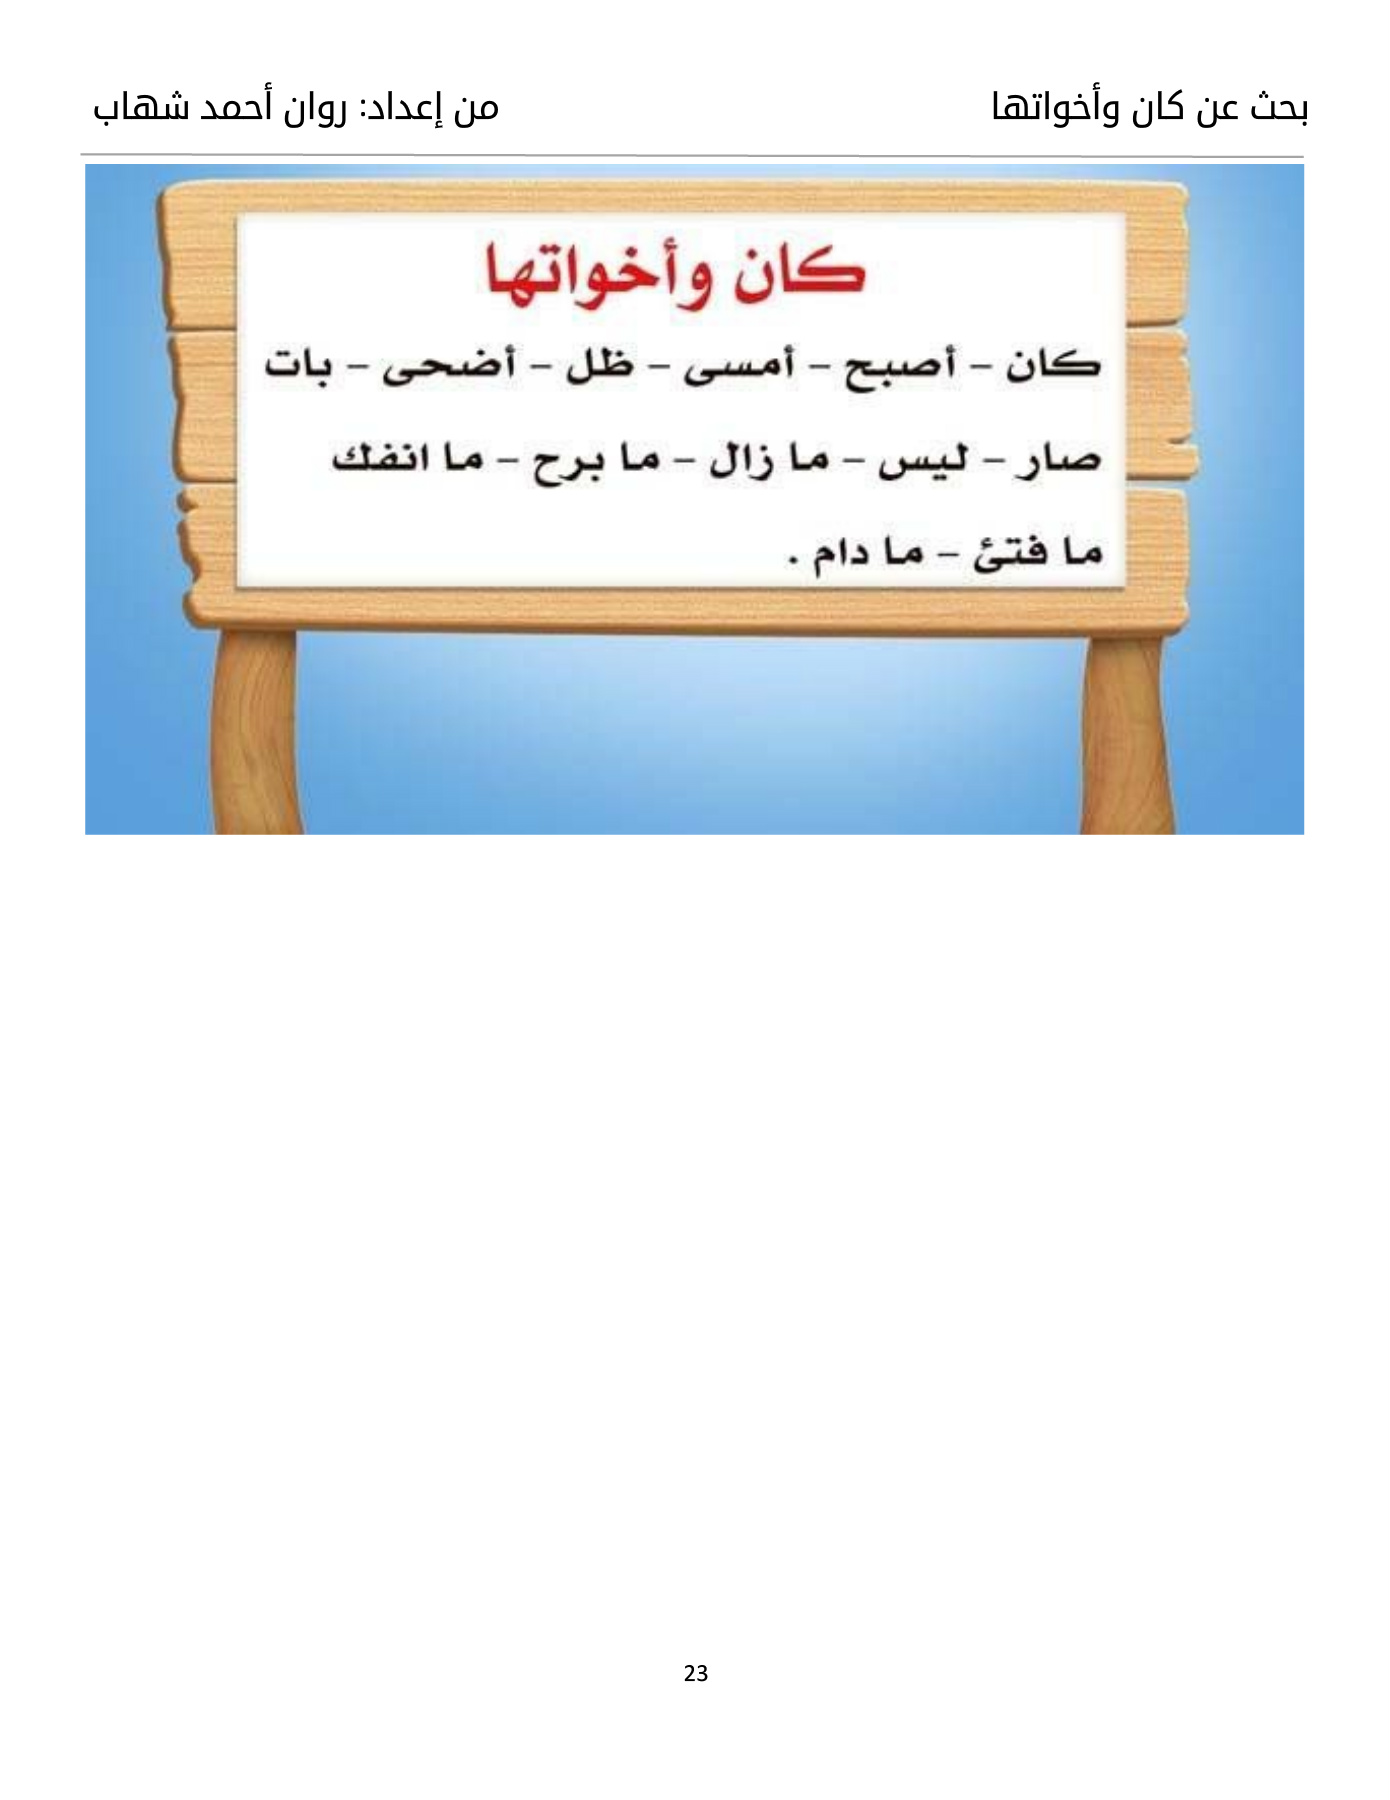 بحث عن كان وأخواتها
من إعداد: روان أحمد شهاب
كان وأخواتها
كان – أصبح – أمسى – ظل – أضحى – بات
صار – ليس – ما زال – ما برح – ما انفك
ما فتئ – ما دام .
23